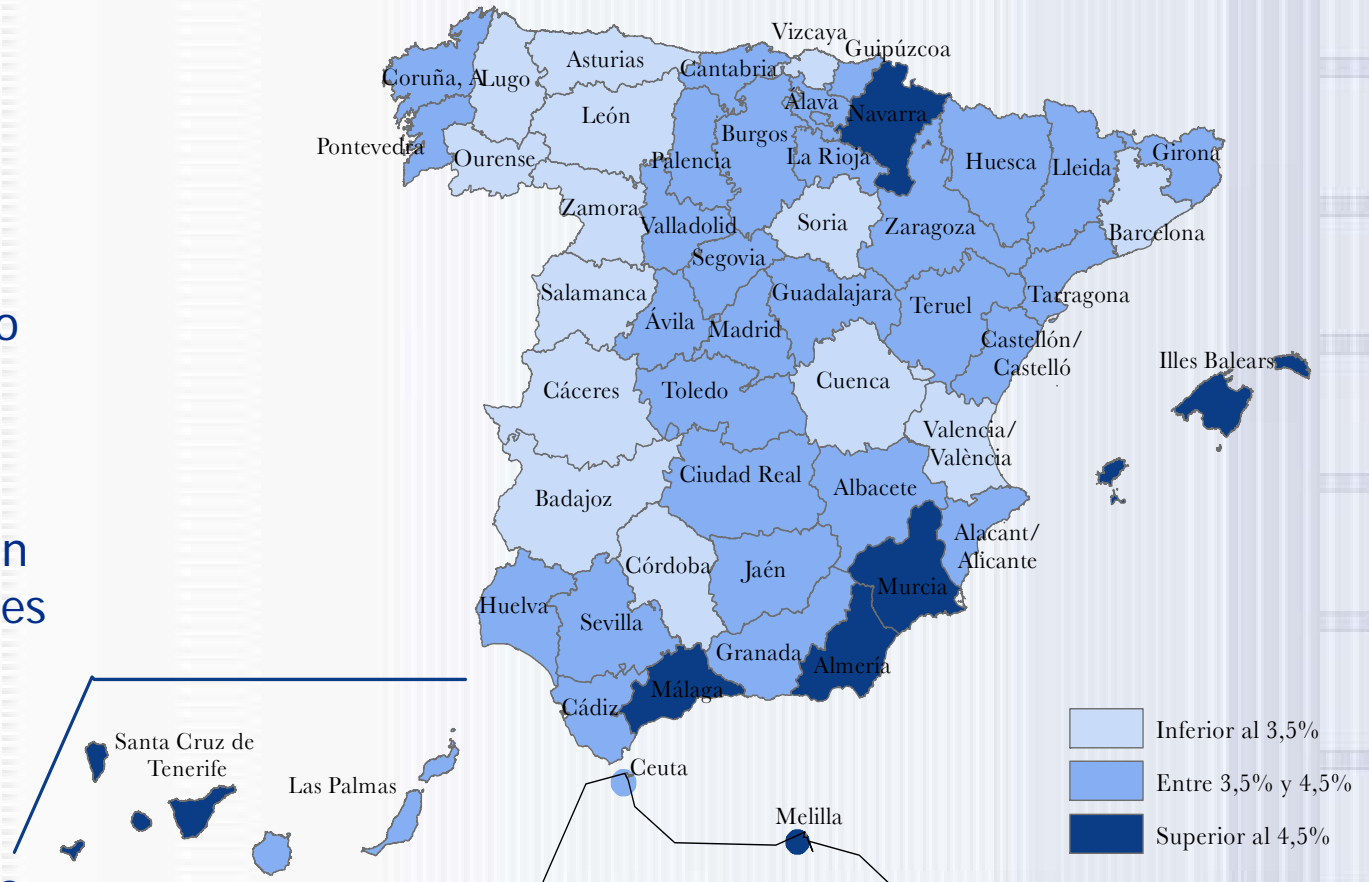 Vizcaya
Guipúzcoa
Asturias
Cantabria
Coruña, A
Lugo
Álava
León
Navarra
Burgos
Pontevedra
Ourense
Palencia
La Rioja
Huesca
Lleida
Girona
Zamora
Valladolid
Soria
Zaragoza
Barcelona
Segovia
Salamanca
Guadalajara
Teruel
Tarragona
Ávila
Madrid
o
Castellón/
Castelló
Illes Balears
Cáceres
Toledo
Cuenca
Valencia/
València
Ciudad Real
Albacete
Badajoz
Alacant/
Alicante
n
Córdoba
Jaén
Murcia
es
Huelva
Sevilla
Granada
Almería
Málaga
Cádiz
Santa Cruz de
Tenerife
Las Palmas
Ceuta
Melilla
Inferior al 3,5%
Entre 3,5% y 4,5%
Superior al 4,5%